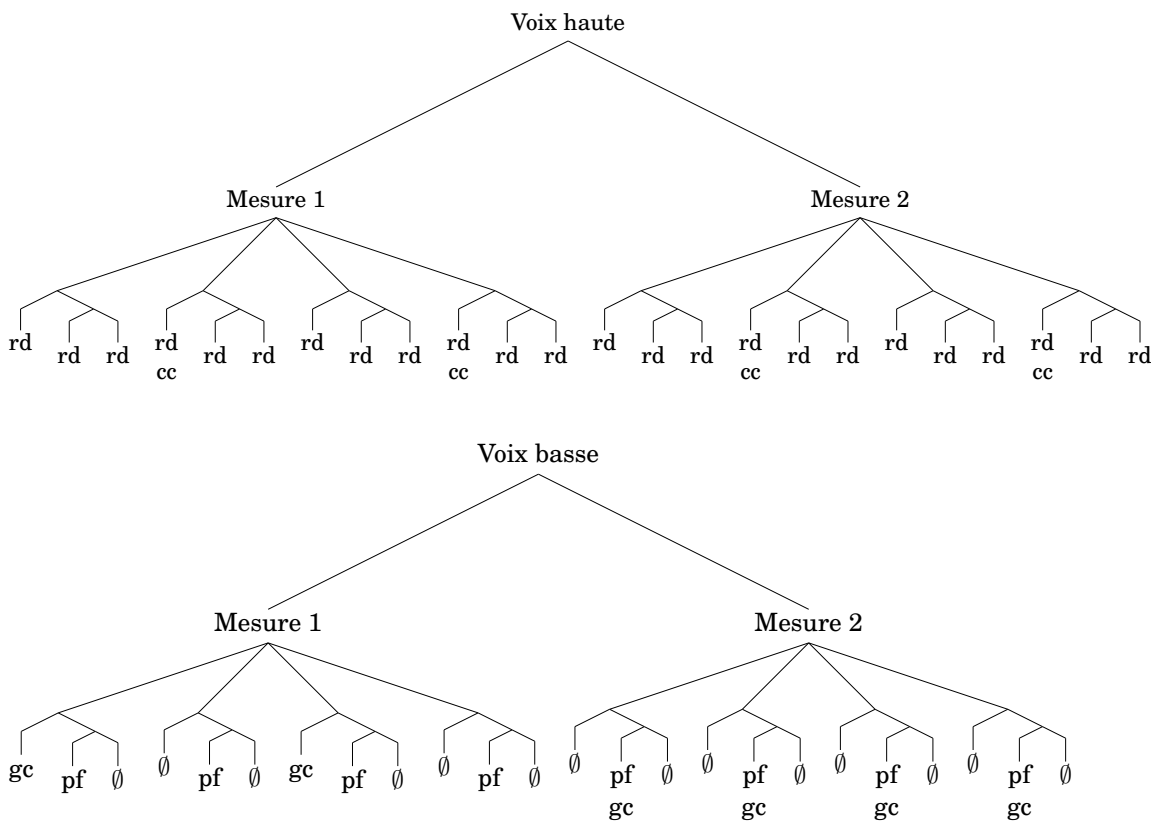 Voix haute
Mesure 1 Mesure 2
rd rd rd rd rd rd rd rd rd rd rd rd rd rd rd rd rd rd rd rd rd rd rd rd
cc cc cc cc
Voix basse
Mesure 1 Mesure 2
gc pf ∅ ∅ pf ∅ gc pf ∅ ∅ pf ∅ ∅ pf ∅ ∅ pf ∅ ∅ pf ∅ ∅ pf ∅
gc gc gc gc